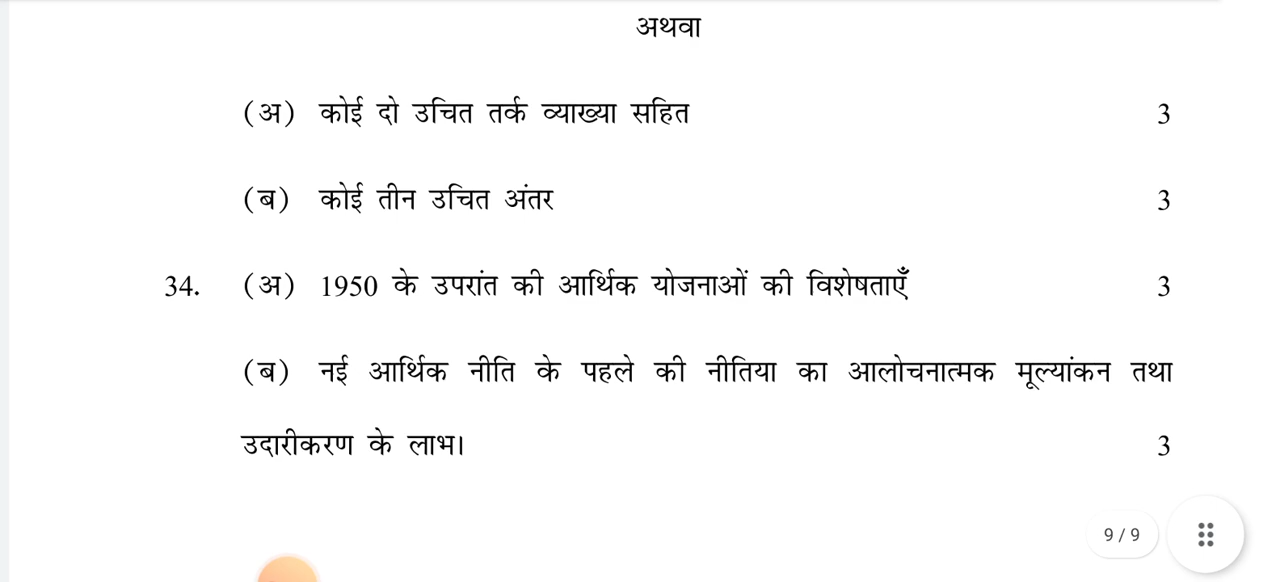 अथवा
(अ) कोई दो उचित तर्क व्याख्या सहित 3
(ब) कोई तीन उचित अंतर 3
34. (अ) 1950 के उपरांत की आर्थिक योजनाओं की विशेषताएँ 3
(ब) नई आर्थिक नीति के पहले की नीतिया का आलोचनात्मक मूल्यांकन तथा
उदारीकरण के लाभ। 3
9 / 9